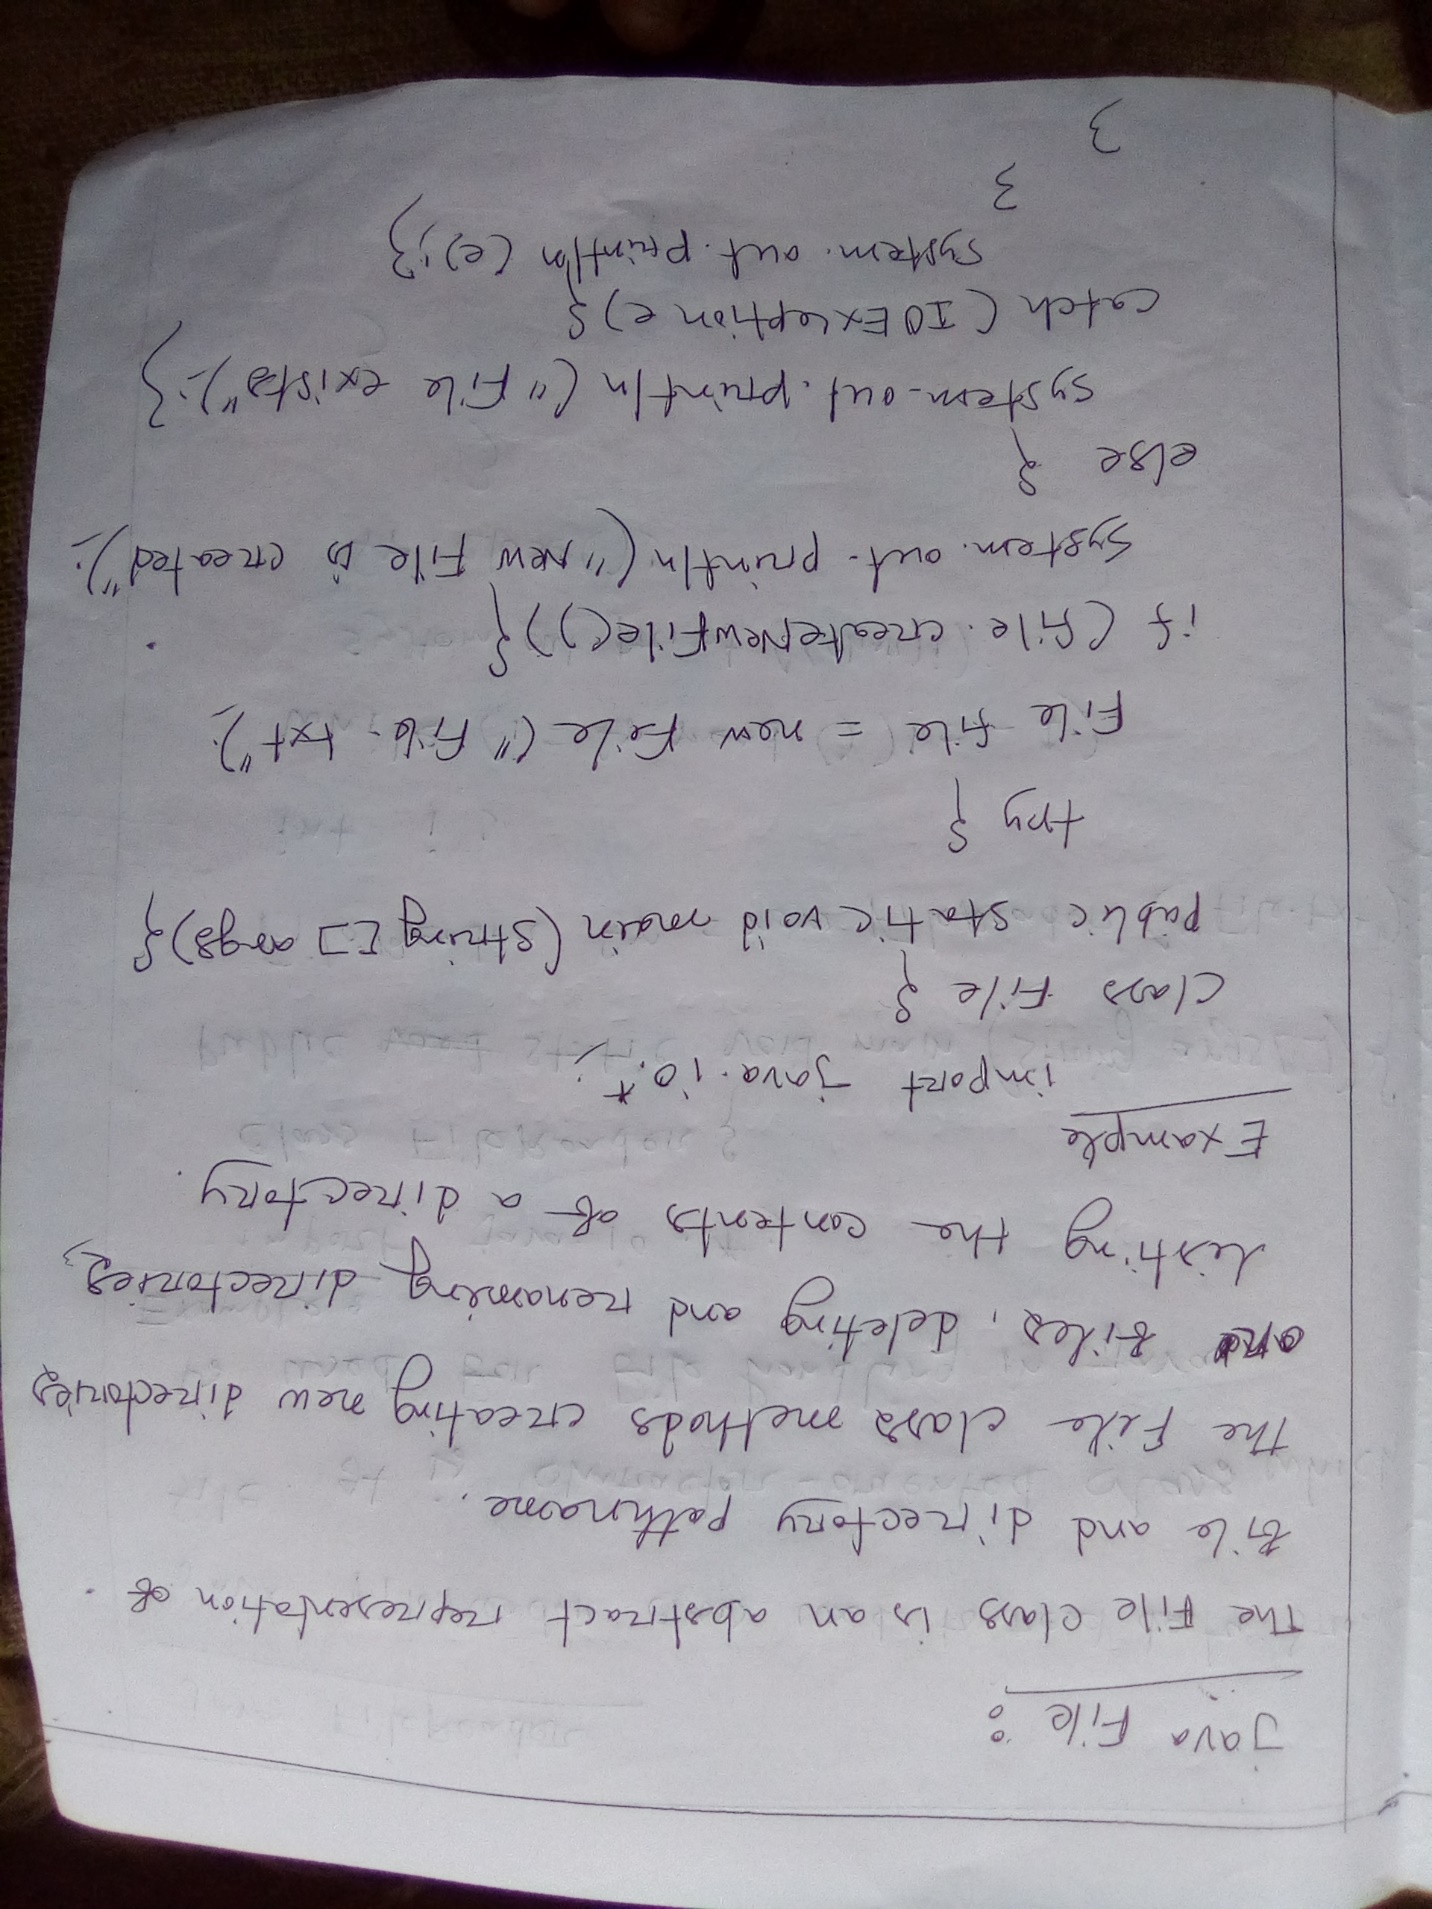 Java File :
The File class is an abstract representation of
file and directory pathname.
The File class methods creating new directories
or files, deleting and renaming directories,
listing the contents of a directory.
Example
import java.io.*;
class File {
public static void main (String [] args) {
try {
File file = new File ("File.txt");
if (file.createNewFile()) {
System.out.println ("New File is created");
else {
System.out.println ("File exists"); }
catch (IOException e) {
System.out.println (e); }
}
}